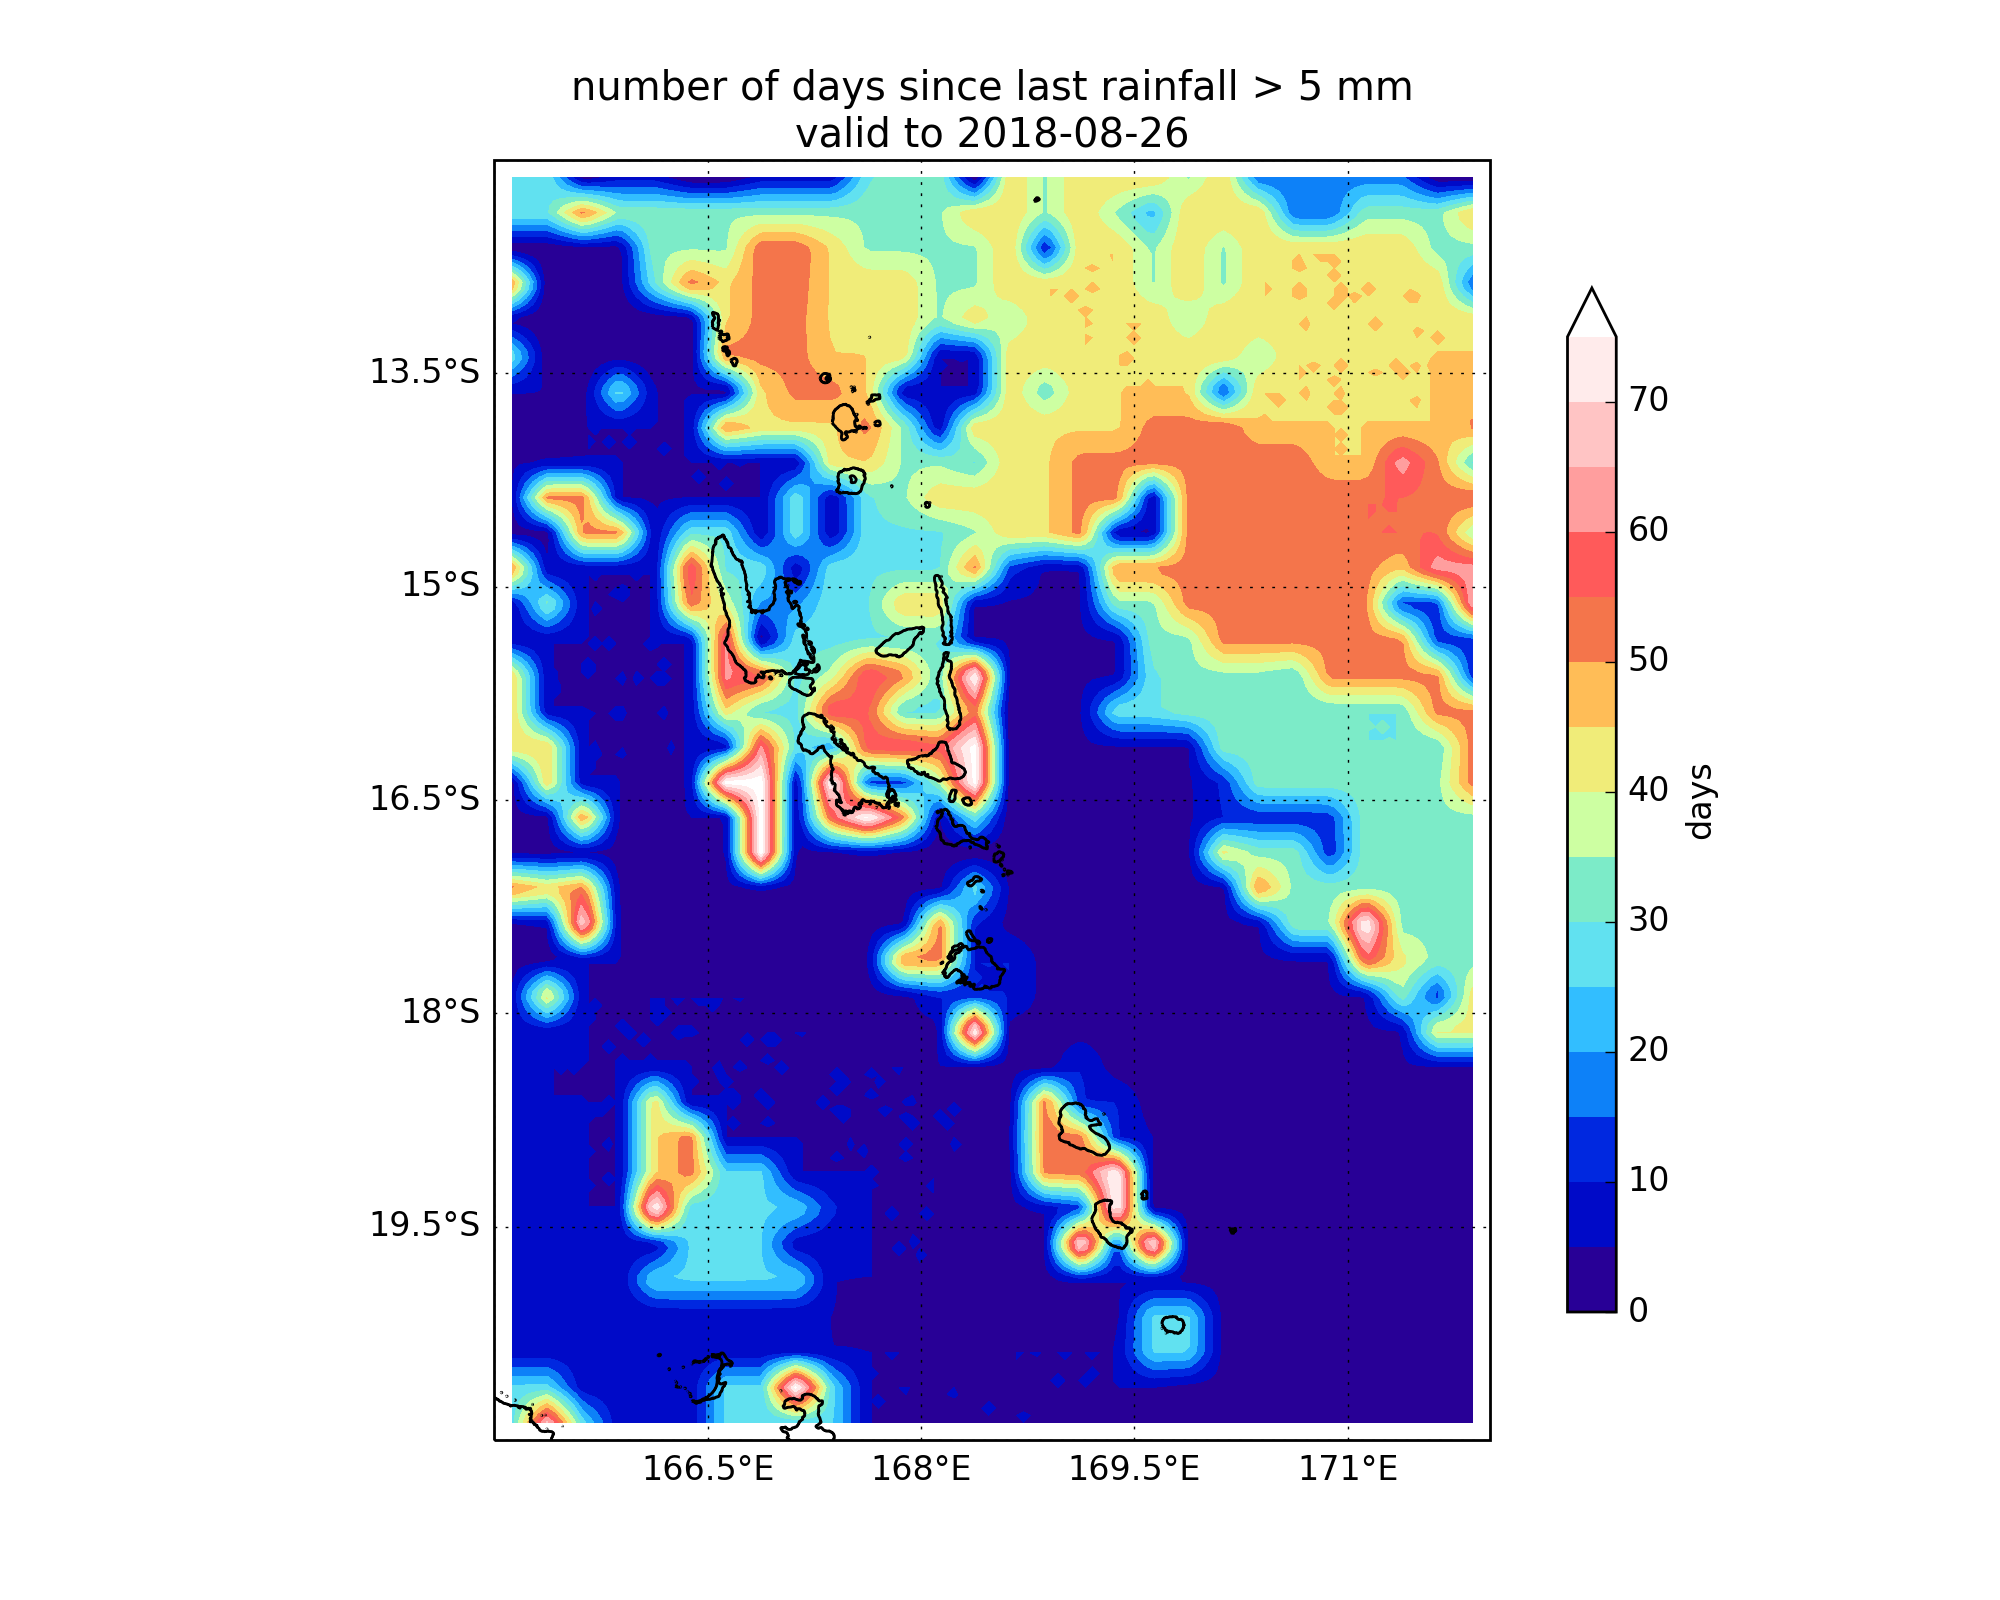 number of days since last rainfall > 5 mm
valid to 2018-08-26
13.5°S
15°S
16.5°S
18°S
19.5°S
166.5°E
168°E
169.5°E
171°E
70
60
50
40
30
20
10
0
days